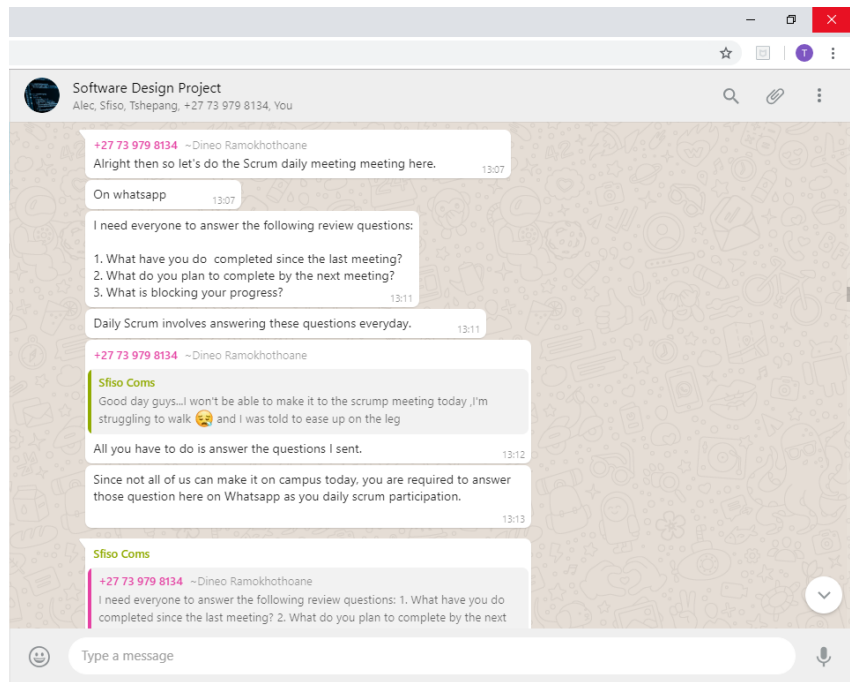 T
Software Design Project
Alec, Sfiso, Tshepang, +27 73 979 8134, You
+27 73 979 8134 ~Dineo Ramokhothoane
Alright then so let's do the Scrum daily meeting meeting here.
13:07
On whatsapp
13:07
I need everyone to answer the following review questions:
1. What have you do completed since the last meeting?
2. What do you plan to complete by the next meeting?
3. What is blocking your progress?
13:11
Daily Scrum involves answering these questions everyday.
13:11
+27 73 979 8134 ~Dineo Ramokhothoane
Sfiso Coms
Good day guys...I won't be able to make it to the scrump meeting today ,I'm
struggling to walk 😪 and I was told to ease up on the leg
All you have to do is answer the questions I sent.
13:12
Since not all of us can make it on campus today, you are required to answer
those question here on Whatsapp as you daily scrum participation.
13:13
Sfiso Coms
+27 73 979 8134 ~Dineo Ramokhothoane
I need everyone to answer the following review questions: 1. What have you do
completed since the last meeting? 2. What do you plan to complete by the next
Type a message